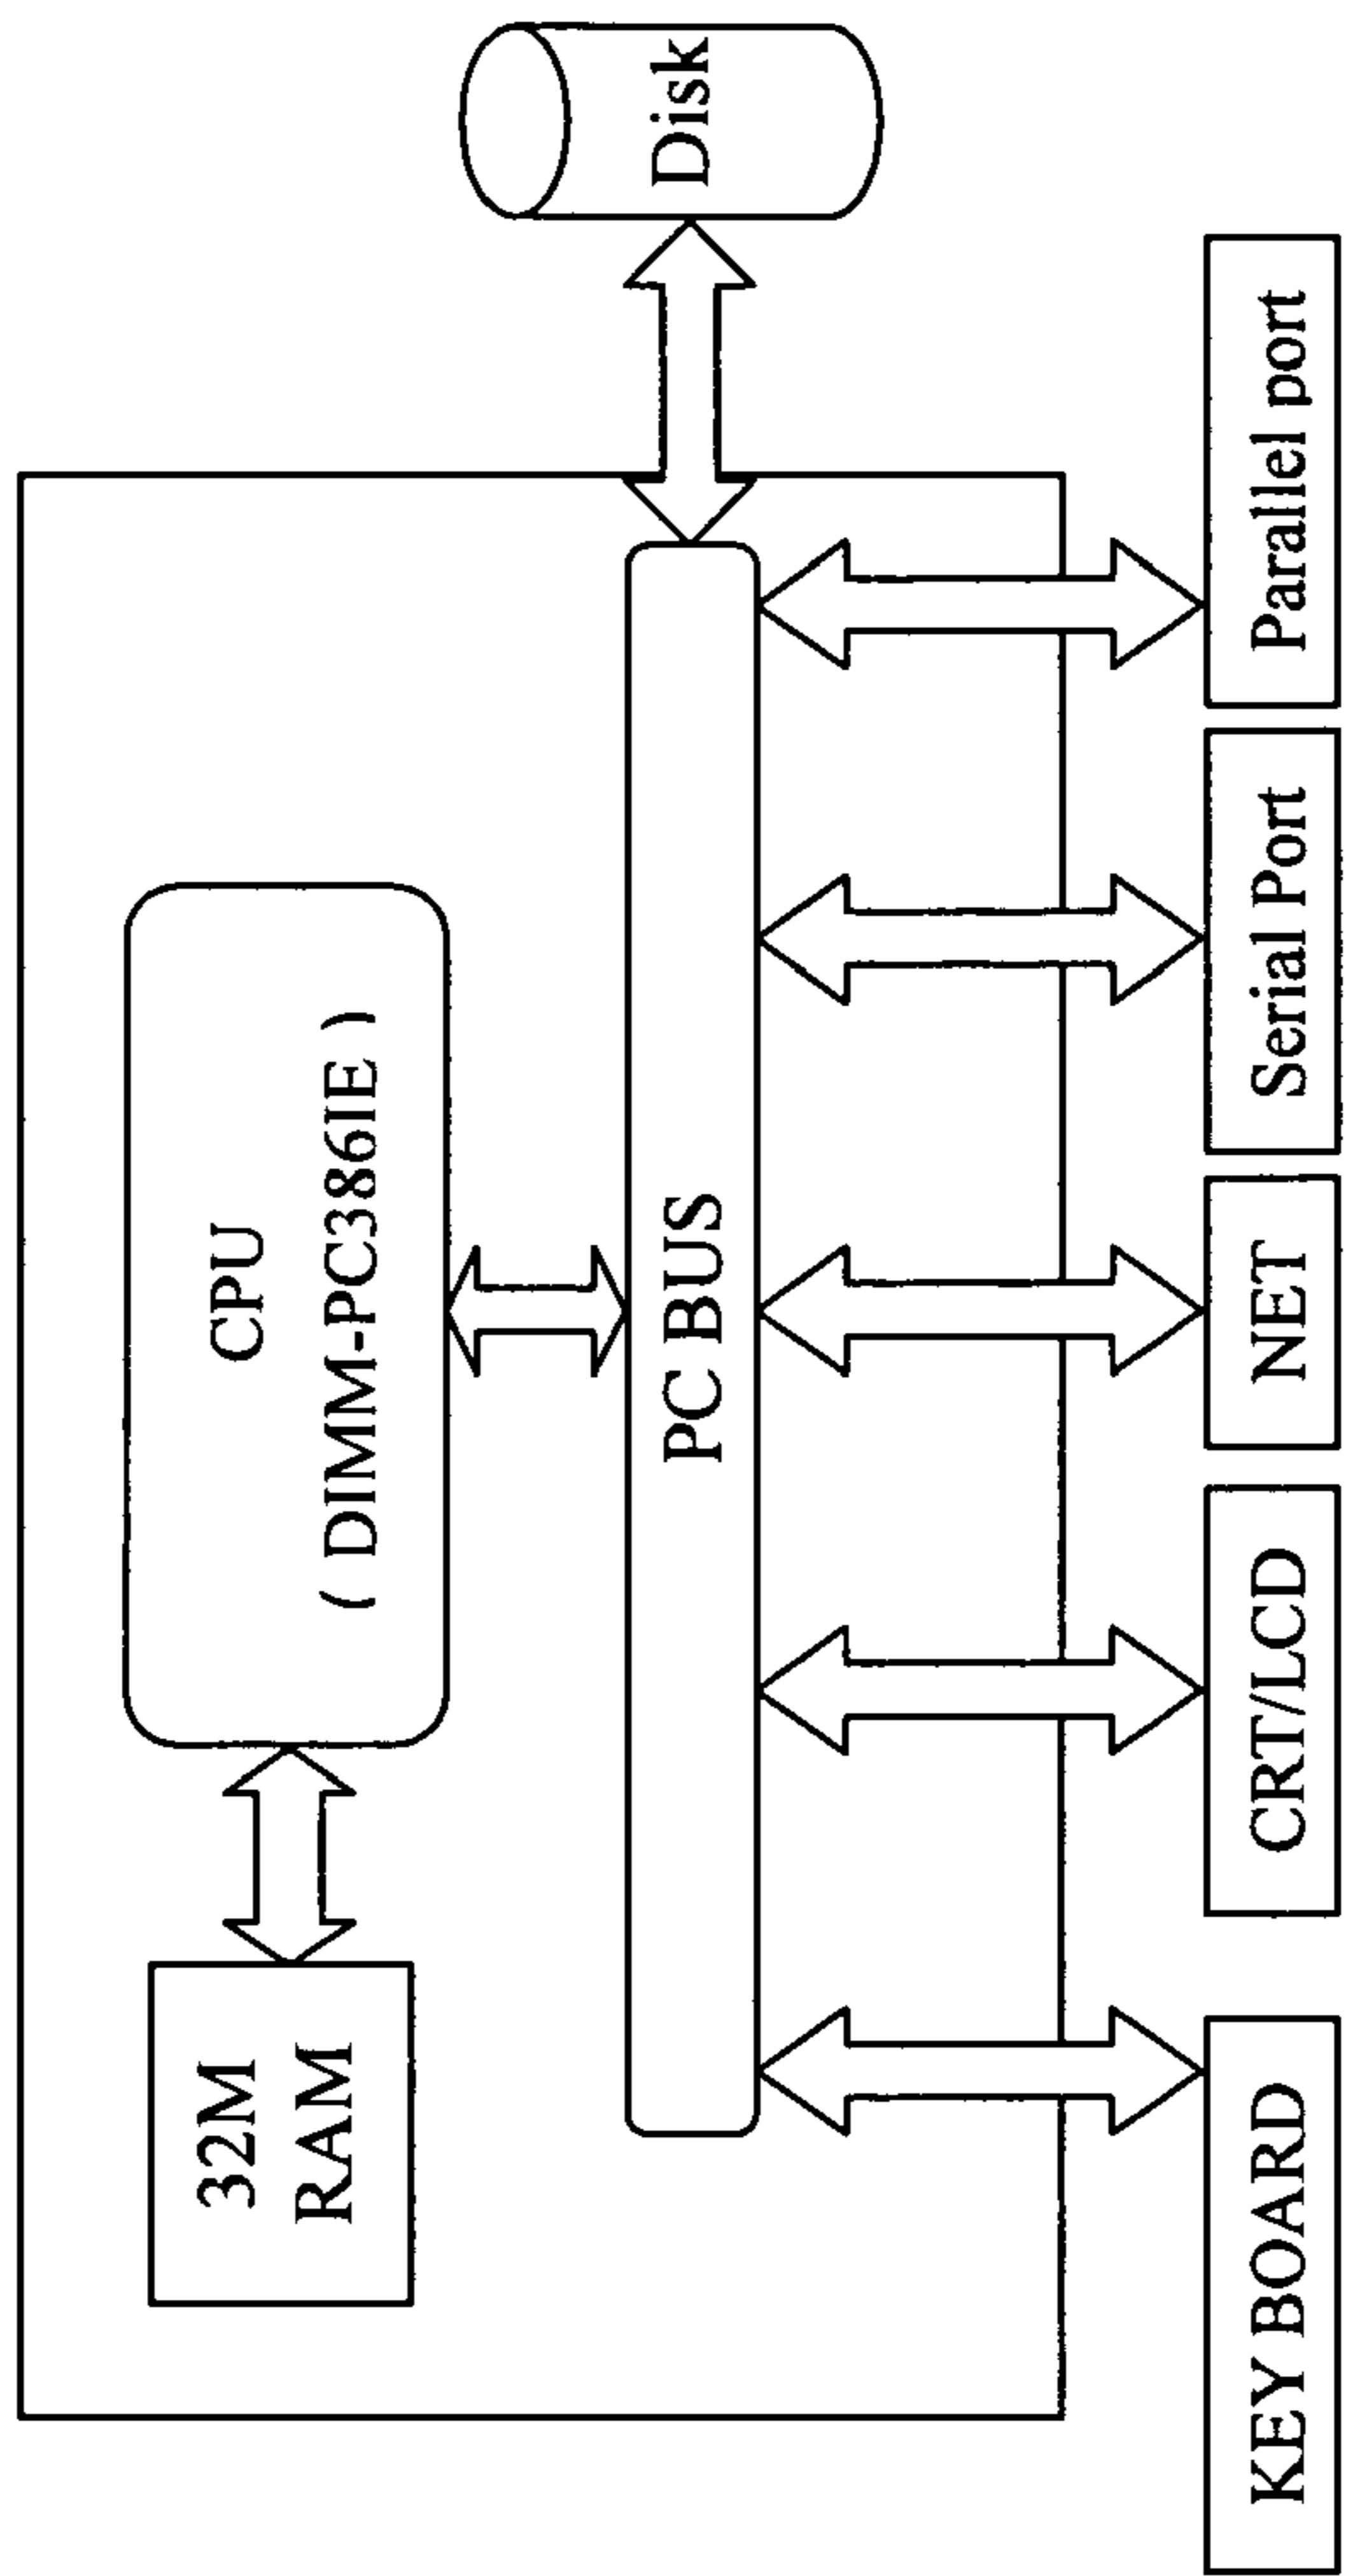 32M
RAM
CPU
( DIMM-PC386IE )
PC BUS
Disk
KEY BOARD
CRT/LCD
NET
Serial Port
Parallel port